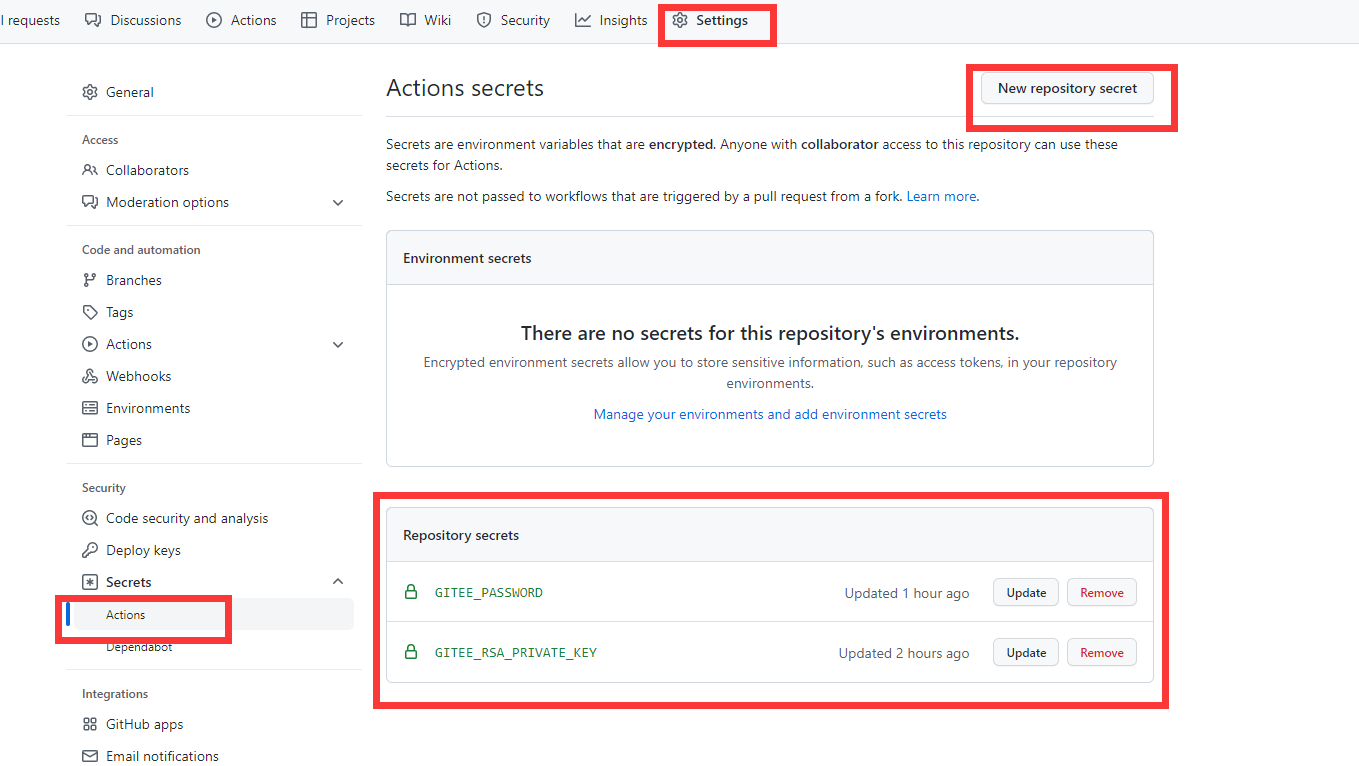 l requests Discussions Actions Projects Wiki Security Insights Settings
General
Access
Collaborators
Moderation options
Code and automation
Branches
Tags
Actions
Webhooks
Environments
Pages
Security
Code security and analysis
Deploy keys
Secrets
Actions
Dependabot
Integrations
GitHub apps
Email notifications
Actions secrets
New repository secret
Secrets are environment variables that are encrypted. Anyone with collaborator access to this repository can use these
secrets for Actions.
Secrets are not passed to workflows that are triggered by a pull request from a fork. Learn more.
Environment secrets
There are no secrets for this repository's environments.
Encrypted environment secrets allow you to store sensitive information, such as access tokens, in your repository
environments.
Manage your environments and add environment secrets
Repository secrets
GITEE_PASSWORD Updated 1 hour ago Update Remove
GITEE_RSA_PRIVATE_KEY Updated 2 hours ago Update Remove